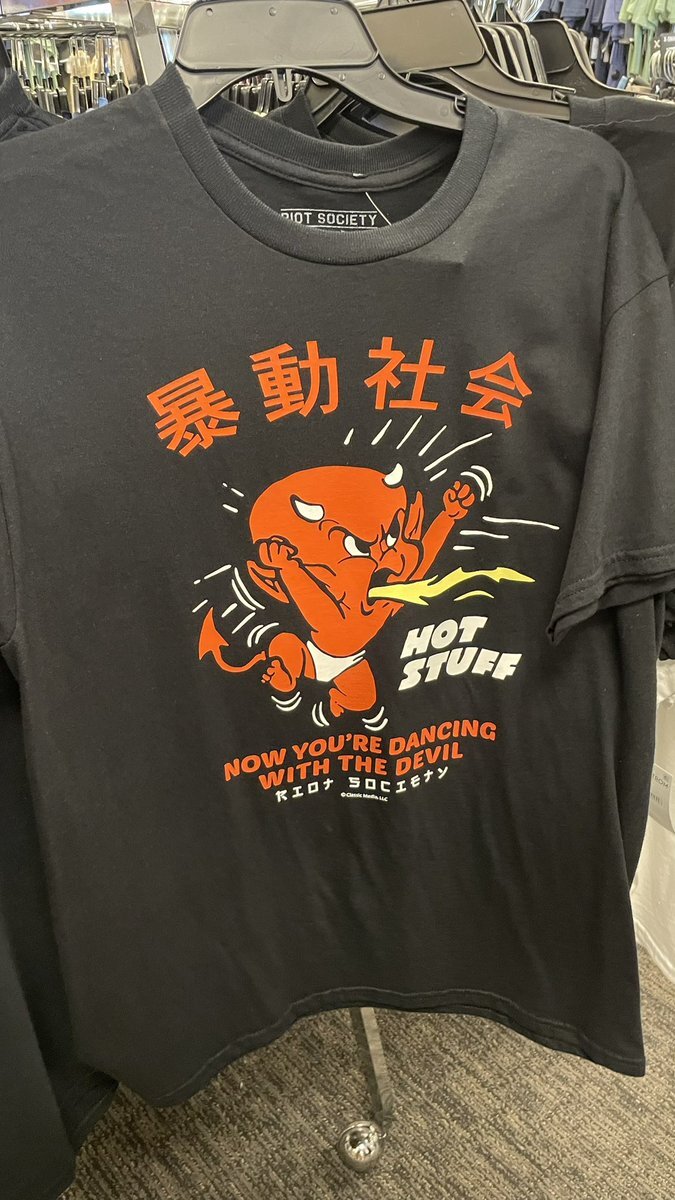 RIOT SOCIETY
暴動社会
HOT
STUFF
NOW YOU'RE DANCING
WITH THE DEVIL
RIOT SOCIETY
© Classic Media, LLC